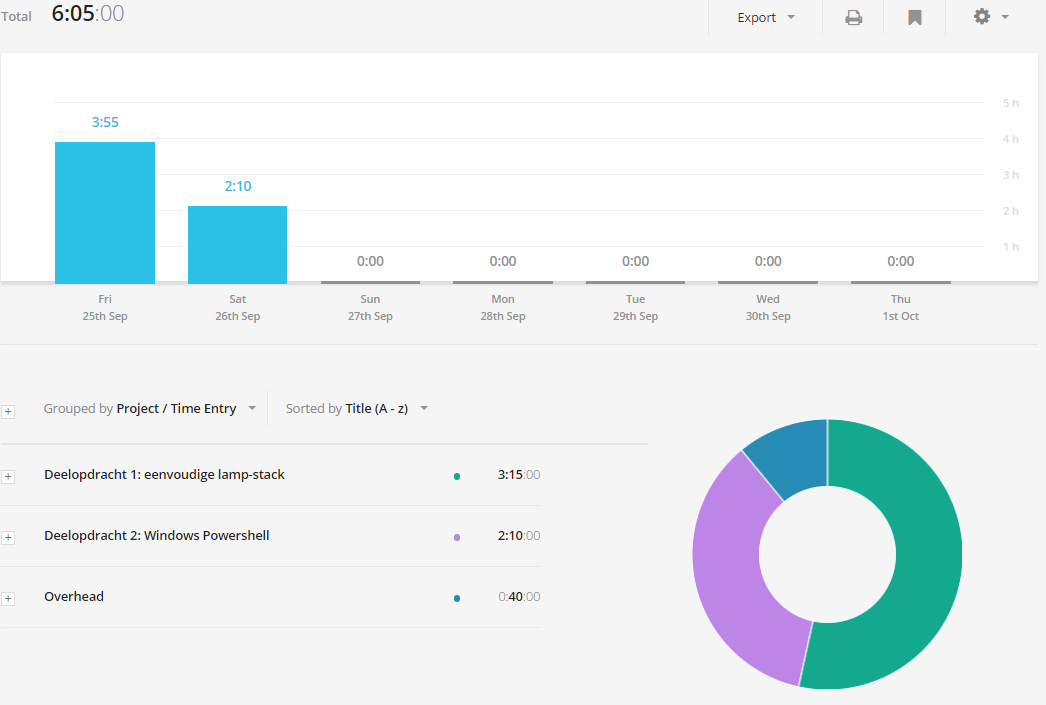 Total 6:05:00 Export
5 h
3:55
4 h
3 h
2:10
2 h
1 h
0:00 0:00 0:00 0:00 0:00
Fri Sat Sun Mon Tue Wed Thu
25th Sep 26th Sep 27th Sep 28th Sep 29th Sep 30th Sep 1st Oct
Grouped by Project / Time Entry Sorted by Title (A - z)
Deelopdracht 1: eenvoudige lamp-stack 3:15:00
Deelopdracht 2: Windows Powershell 2:10:00
Overhead 0:40:00